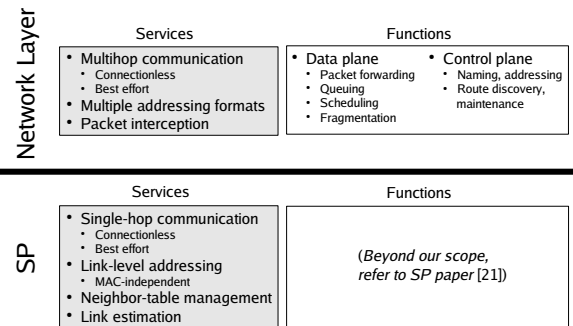 Network Layer
Services
• Multihop communication
• Connectionless
• Best effort
• Multiple addressing formats
• Packet interception
Functions
• Data plane
• Packet forwarding
• Queuing
• Scheduling
• Fragmentation
• Control plane
• Naming, addressing
• Route discovery,
maintenance
SP
Services
• Single-hop communication
• Connectionless
• Best effort
• Link-level addressing
• MAC-independent
• Neighbor-table management
• Link estimation
Functions
(Beyond our scope,
refer to SP paper [21])